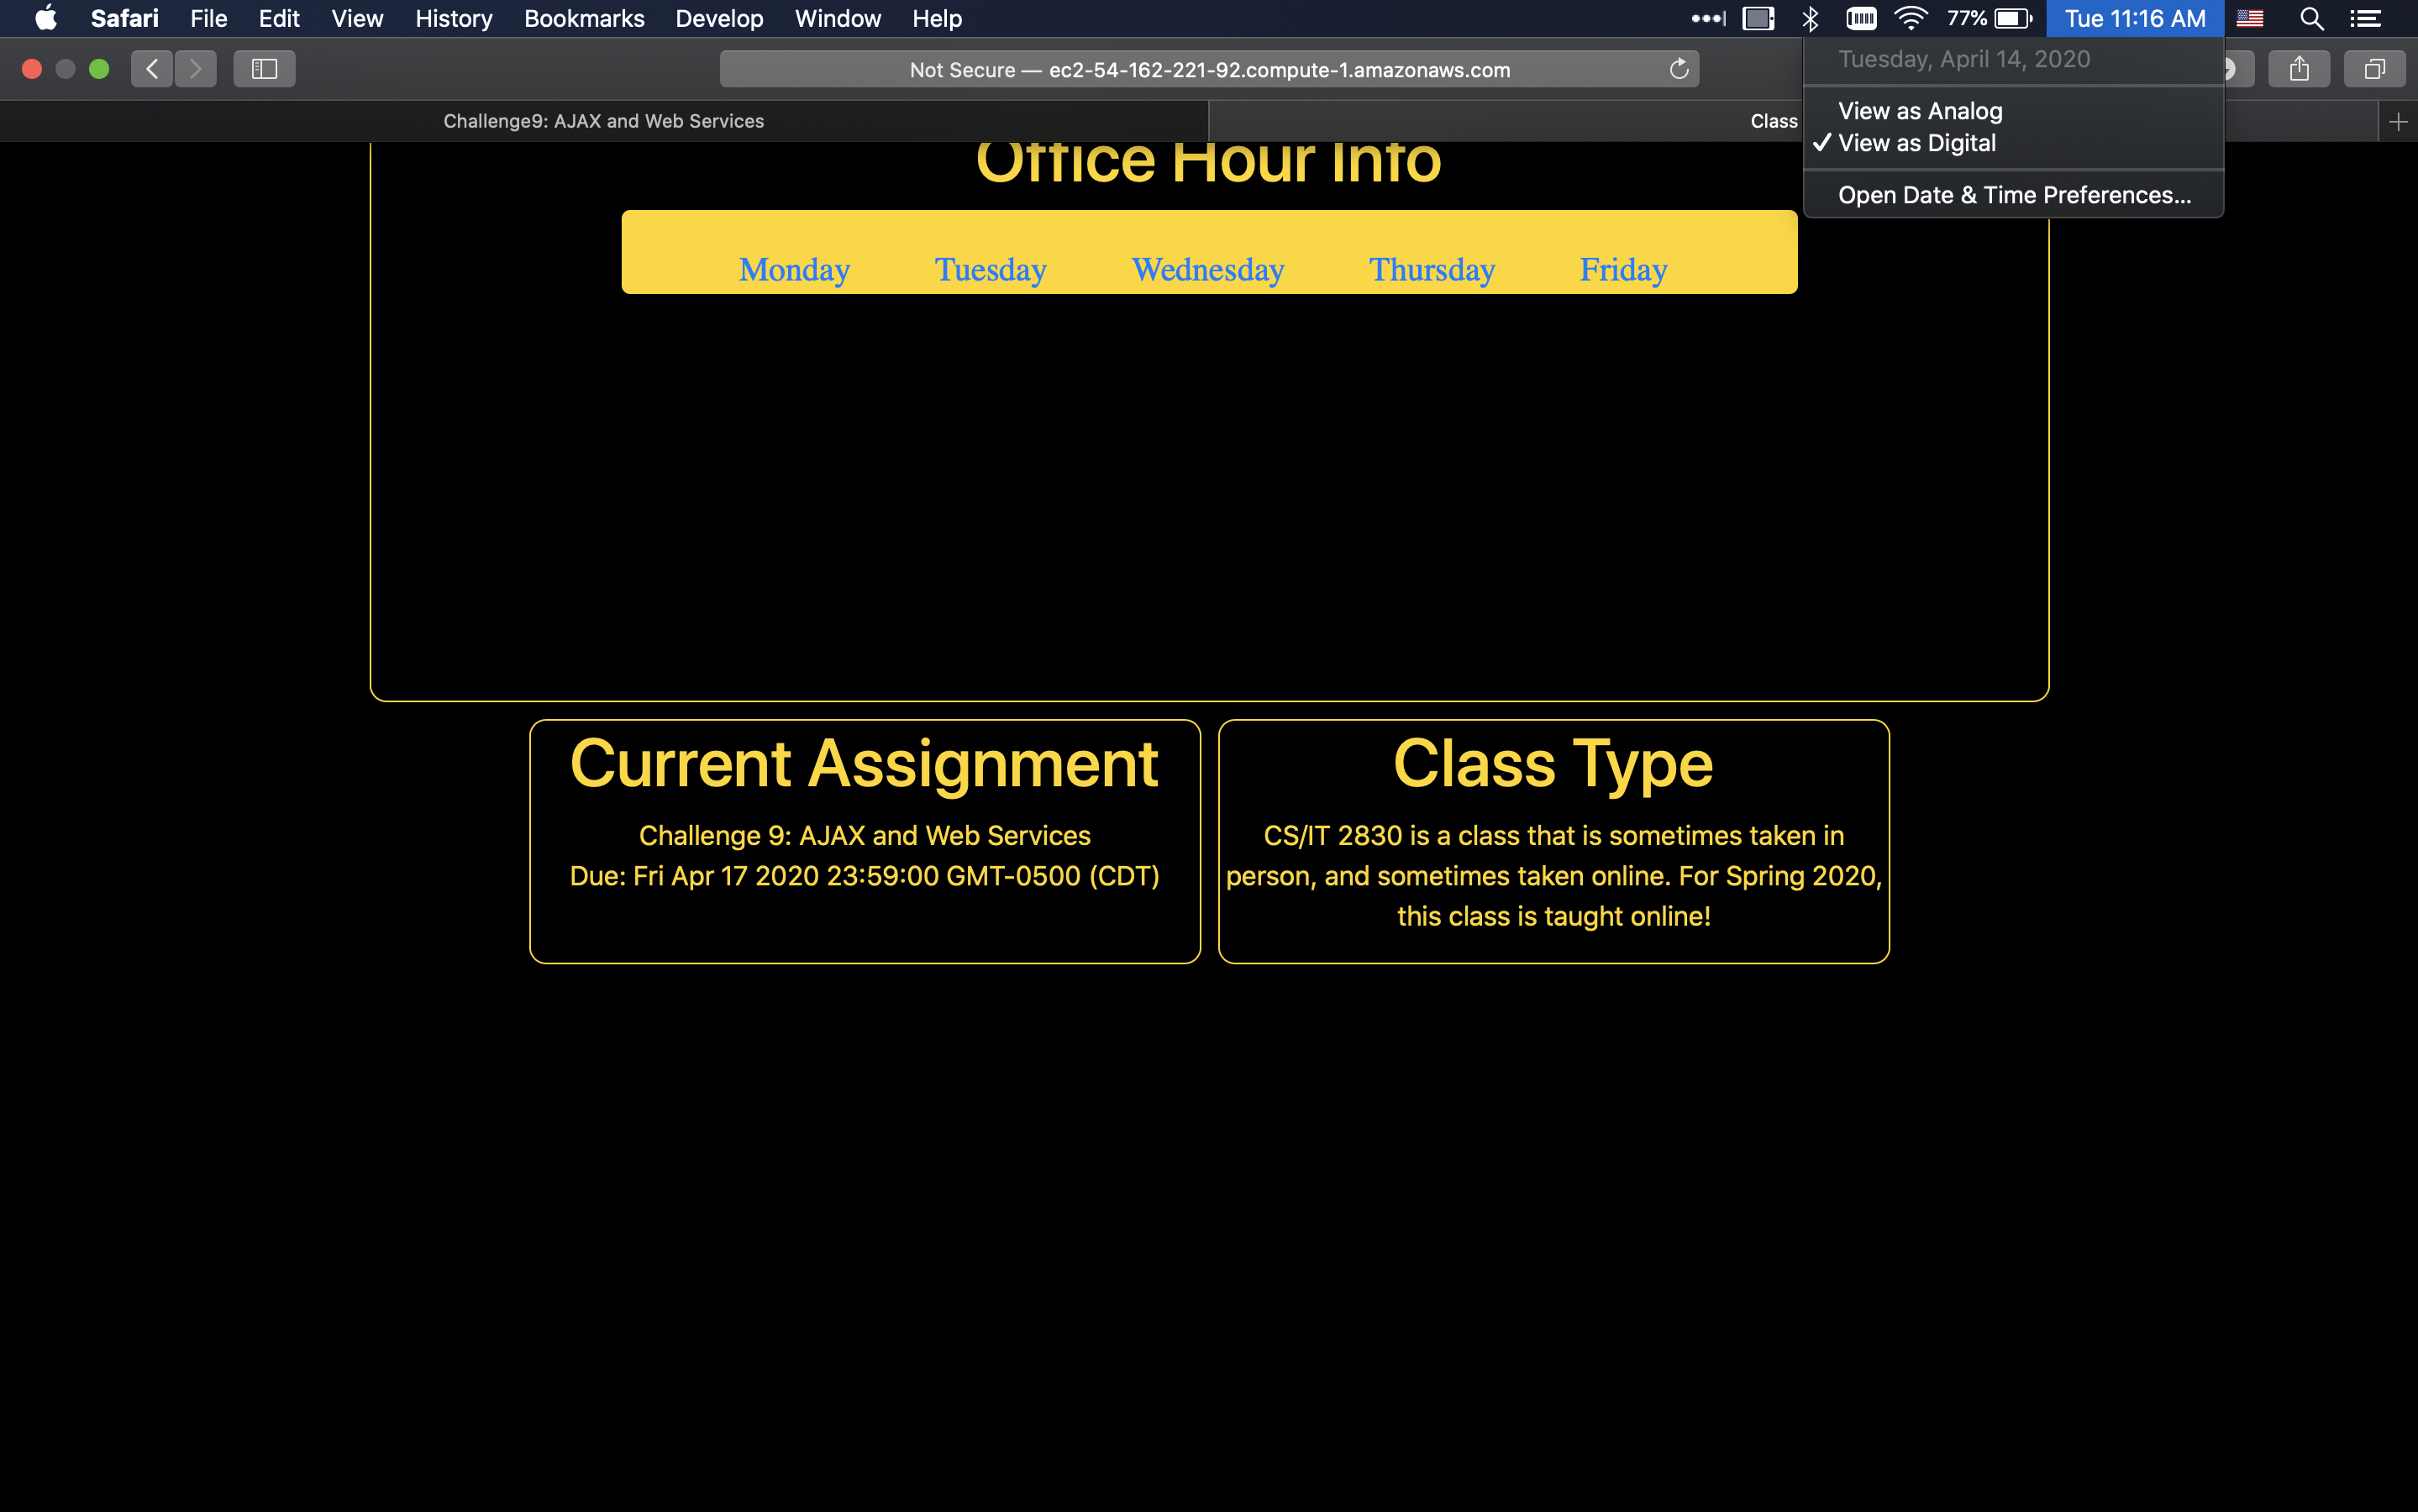 Safari File Edit View History Bookmarks Develop Window Help 77% Tue 11:16 AM
Tuesday, April 14, 2020
Not Secure — ec2-54-162-221-92.compute-1.amazonaws.com
View as Analog
Challenge9: AJAX and Web Services Class
✓ View as Digital
Office Hour Info
Open Date & Time Preferences...
Monday Tuesday Wednesday Thursday Friday
Current Assignment
Challenge 9: AJAX and Web Services
Due: Fri Apr 17 2020 23:59:00 GMT-0500 (CDT)
Class Type
CS/IT 2830 is a class that is sometimes taken in
person, and sometimes taken online. For Spring 2020,
this class is taught online!